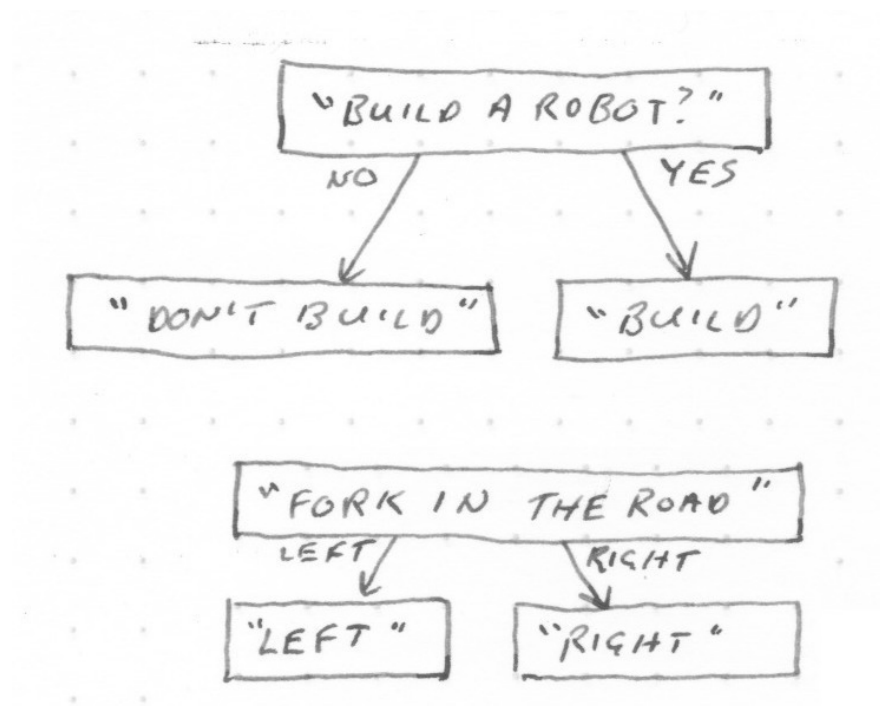 "BUILD A ROBOT?"
NO YES
"DON'T BUILD" "BUILD"
"FORK IN THE ROAD"
LEFT RIGHT
"LEFT" "RIGHT"